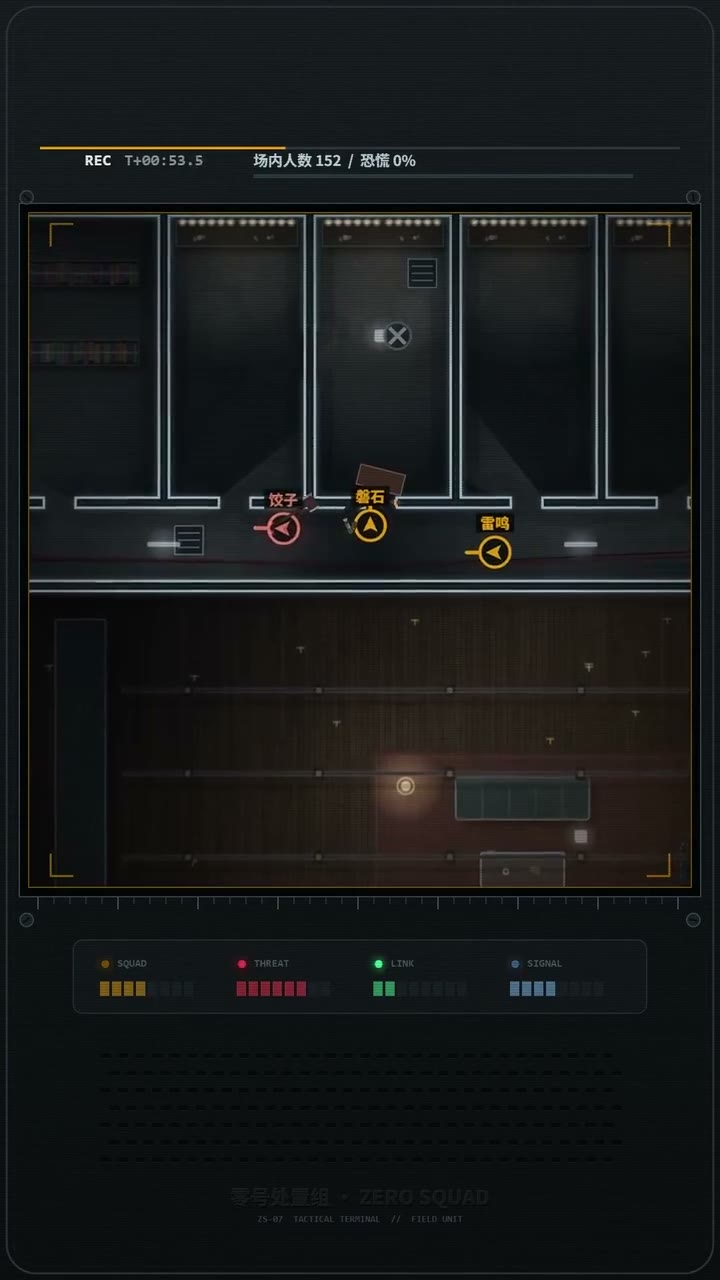 REC T+00:53.5 场内人数 152 / 恐慌 0%
饺子 磐石 雷鸣
SQUAD THREAT LINK SIGNAL
零号处置组 · ZERO SQUAD
ZS-07 TACTICAL TERMINAL // FIELD UNIT